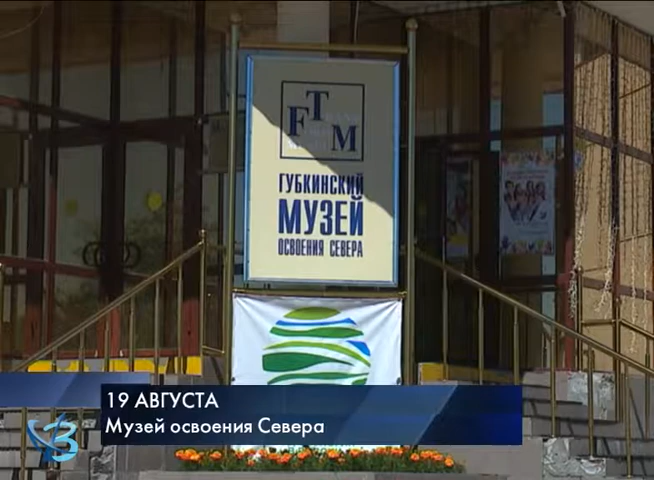 FTM
ГУБКИНСКИЙ
МУЗЕЙ
ОСВОЕНИЯ СЕВЕРА
19 АВГУСТА
Музей освоения Севера